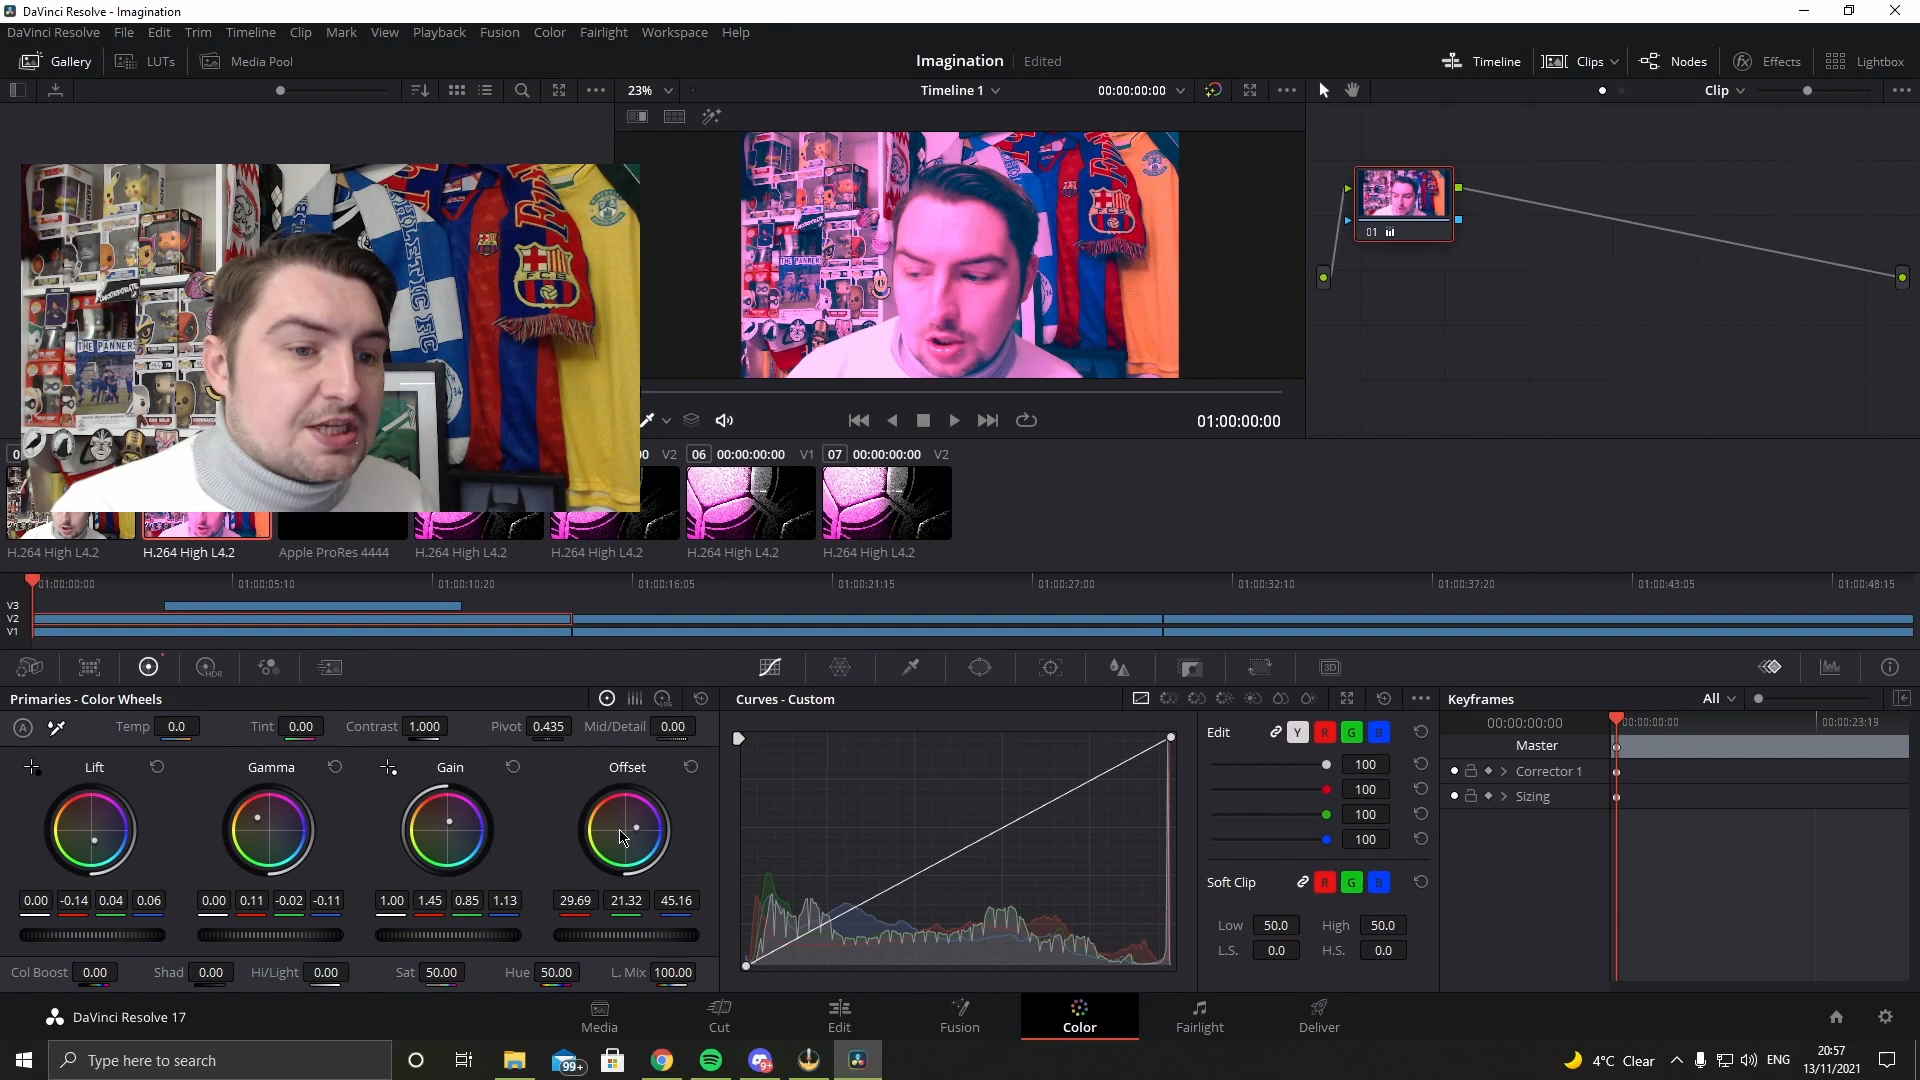 DaVinci Resolve - Imagination
DaVinci Resolve File Edit Trim Timeline Clip Mark View Playback Fusion Color Fairlight Workspace Help
Gallery LUTs Media Pool Imagination Edited Timeline Clips Nodes Effects Lightbox
23% Timeline 1 00:00:00:00 Clip
THE PANNERS
ATHLETIC FC
FCB
THE PANNERS
01
01:00:00:00
V2 06 00:00:00:00 V1 07 00:00:00:00 V2
H.264 High L4.2 H.264 High L4.2 Apple ProRes 4444 H.264 High L4.2 H.264 High L4.2 H.264 High L4.2 H.264 High L4.2
01:00:00:00 01:00:05:10 01:00:10:20 01:00:16:05 01:00:21:15 01:00:27:00 01:00:32:10 01:00:37:20 01:00:43:05 01:00:48:15
V3
V2
V1
HDR 3D
Primaries - Color Wheels LOG Curves - Custom Keyframes All
A Temp 0.0 Tint 0.00 Contrast 1.000 Pivot 0.435 Mid/Detail 0.00 Edit Y R G B 00:00:00:00 00:00:00:00 00:00:23:19
Master
Lift Gamma Gain Offset 100 Corrector 1
100 Sizing
100
100
Soft Clip R G B
0.00 -0.14 0.04 0.06 0.00 0.11 -0.02 -0.11 1.00 1.45 0.85 1.13 29.69 21.32 45.16
Low 50.0 High 50.0
L.S. 0.0 H.S. 0.0
Col Boost 0.00 Shad 0.00 Hi/Light 0.00 Sat 50.00 Hue 50.00 L. Mix 100.00
DaVinci Resolve 17 Media Cut Edit Fusion Color Fairlight Deliver
Type here to search 99+ 9+ 4°C Clear ENG 20:57
13/11/2021